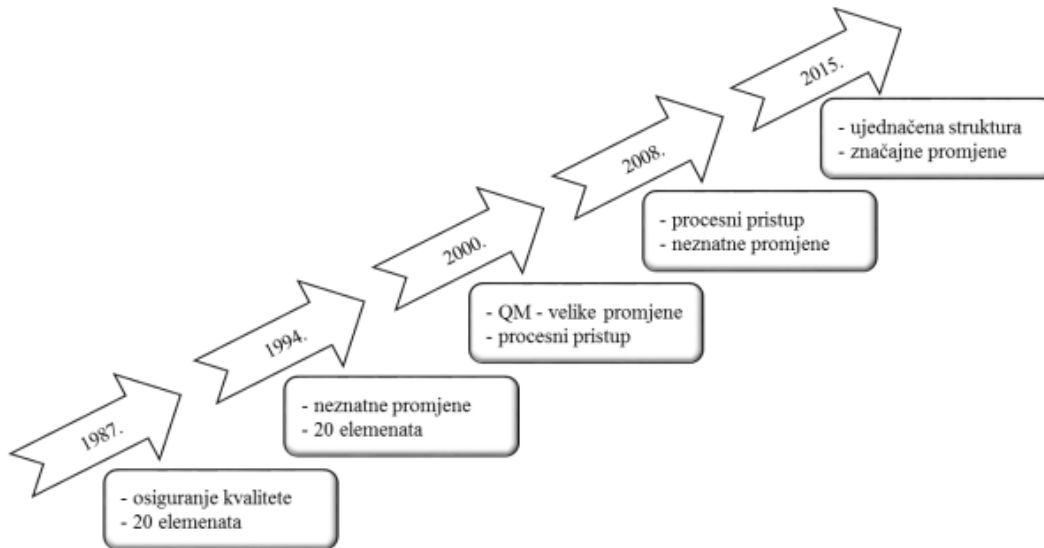 1987.
- osiguranje kvalitete
- 20 elemenata
1994.
- neznatne promjene
- 20 elemenata
2000.
- QM - velike promjene
- procesni pristup
2008.
- procesni pristup
- neznatne promjene
2015.
- ujednačena struktura
- značajne promjene